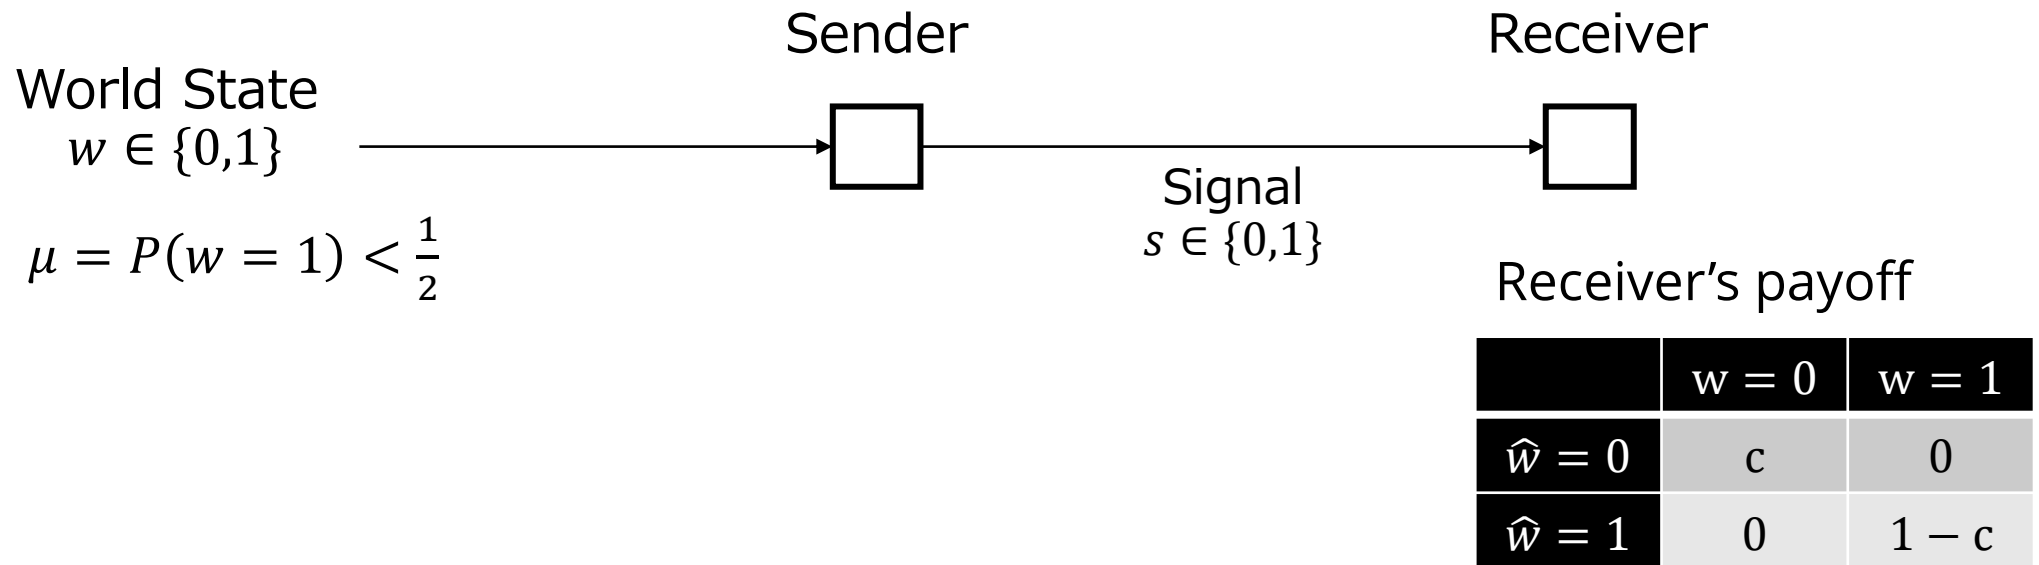 Sender
Receiver
World State
w ∈ {0,1}
Signal
s ∈ {0,1}
μ = P(w = 1) < 1/2
Receiver’s payoff
w = 0 w = 1
ŵ = 0 c 0
ŵ = 1 0 1 − c